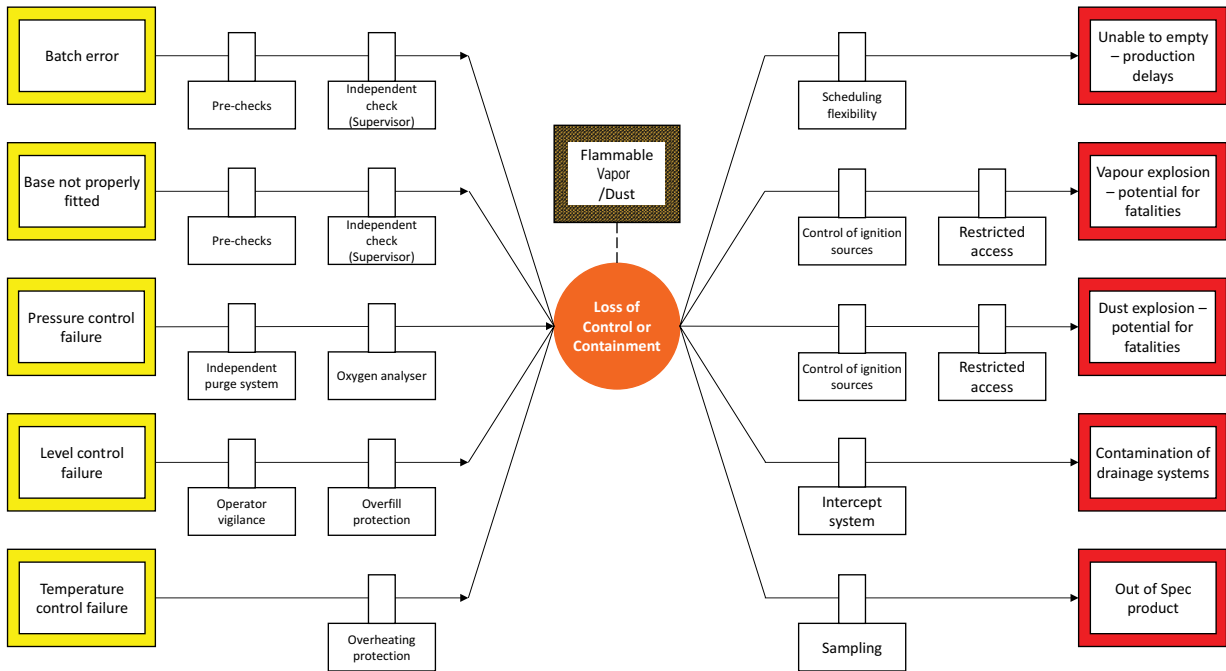 Batch error
Pre-checks
Independent
check
(Supervisor)
Base not properly
fitted
Pre-checks
Independent
check
(Supervisor)
Pressure control
failure
Independent
purge system
Oxygen analyser
Level control
failure
Operator
vigilance
Overfill
protection
Temperature
control failure
Overheating
protection
Flammable
Vapor
/Dust
Loss of
Control or
Containment
Scheduling
flexibility
Unable to empty
– production
delays
Control of ignition
sources
Restricted
access
Vapour explosion
– potential for
fatalities
Control of ignition
sources
Restricted
access
Dust explosion –
potential for
fatalities
Intercept
system
Contamination of
drainage systems
Sampling
Out of Spec
product